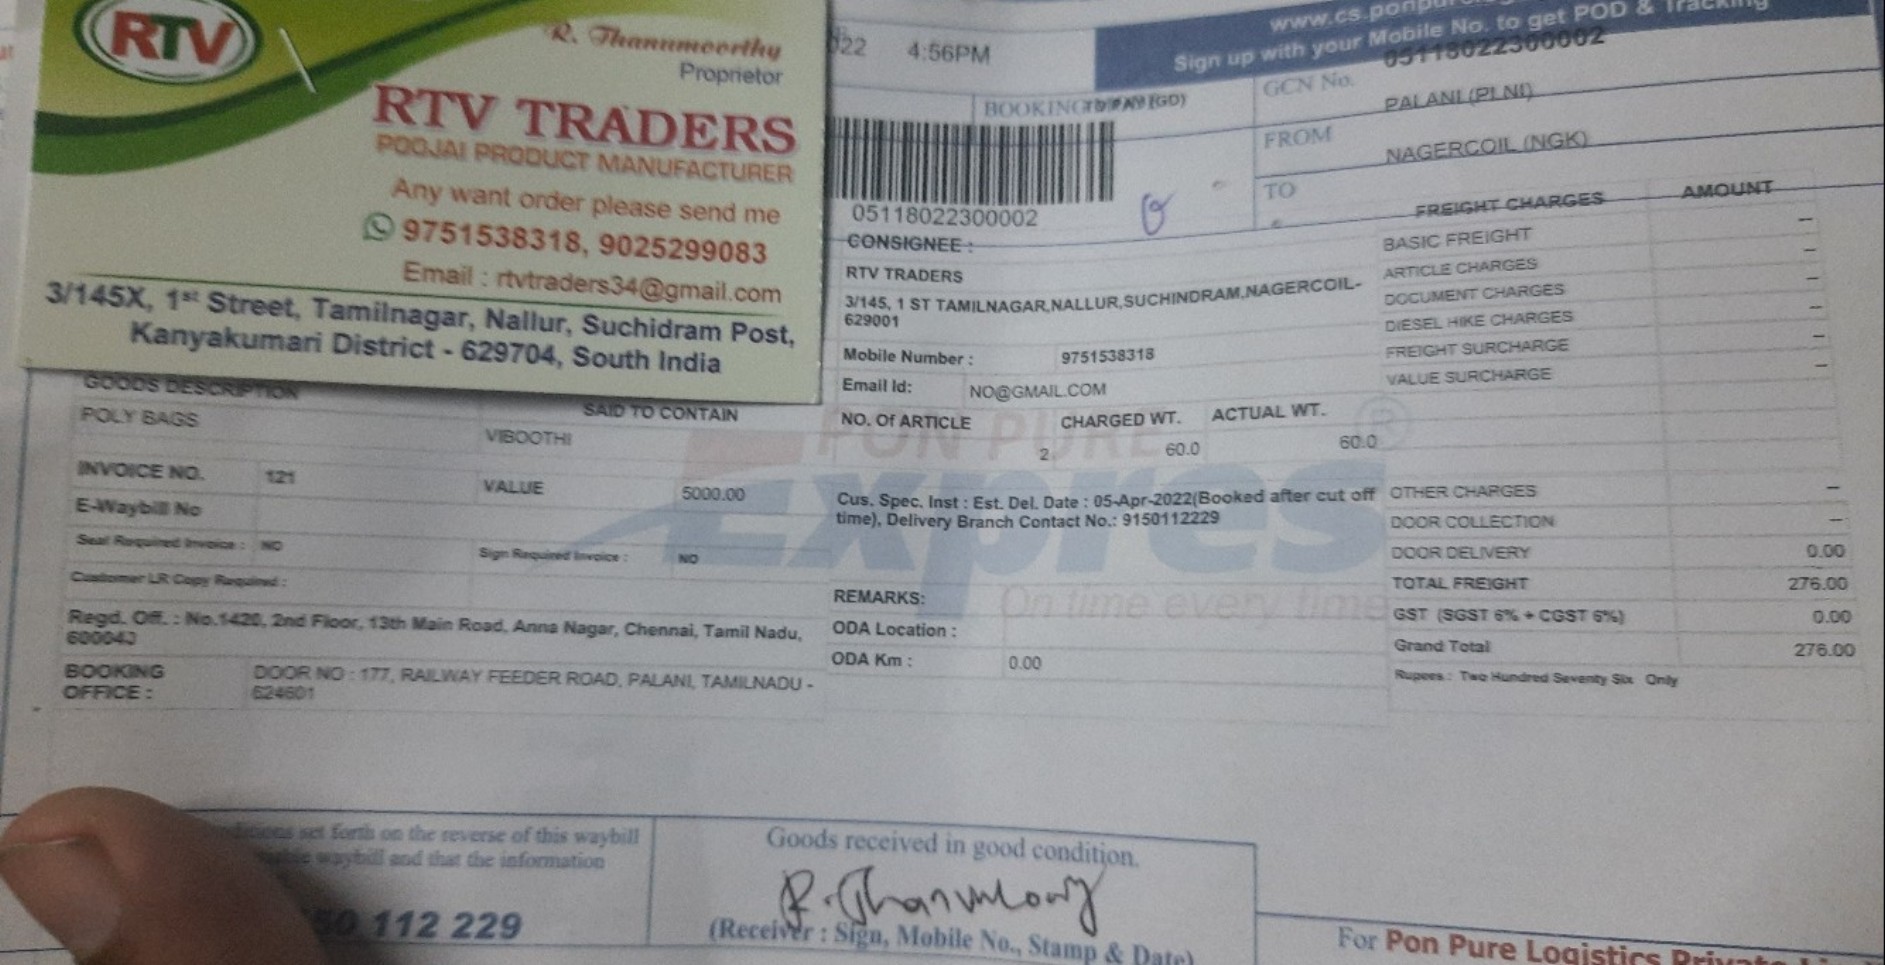 RTV
R. Thanumoorthy
Proprietor
RTV TRADERS
POOJAI PRODUCT MANUFACTURER
Any want order please send me
9751538318, 9025299083
Email : rtvtraders34@gmail.com
3/145X, 1st Street, Tamilnagar, Nallur, Suchidram Post,
Kanyakumari District - 629704, South India
022 4:56PM
Sign up with your Mobile No. to get POD & Tracking
BOOKING
GCN No. 05118022300002
FROM PALANI (PLNI)
TO NAGERCOIL (NGK)
05118022300002
CONSIGNEE :
RTV TRADERS
3/145, 1 ST TAMILNAGAR,NALLUR,SUCHINDRAM,NAGERCOIL-
629001
Mobile Number : 9751538318
Email Id: NO@GMAIL.COM
NO. Of ARTICLE CHARGED WT. ACTUAL WT.
2 60.0 60.0
FREIGHT CHARGES AMOUNT
BASIC FREIGHT –
ARTICLE CHARGES –
DOCUMENT CHARGES –
DIESEL HIKE CHARGES –
FREIGHT SURCHARGE –
VALUE SURCHARGE –
GOODS DESCRIPTION SAID TO CONTAIN
POLY BAGS VIBOOTHI
INVOICE NO. 121 VALUE 5000.00
E-Waybill No
Seal Required Invoice : NO Sign Required Invoice : NO
Customer LR Copy Required :
Regd. Off. : No.1420, 2nd Floor, 13th Main Road, Anna Nagar, Chennai, Tamil Nadu,
600040
BOOKING OFFICE : DOOR NO : 177, RAILWAY FEEDER ROAD, PALANI, TAMILNADU -
624601
PON PURE
Express
On time every time
Cus. Spec. Inst : Est. Del. Date : 05-Apr-2022(Booked after cut off
time), Delivery Branch Contact No.: 9150112229
REMARKS:
ODA Location :
ODA Km : 0.00
OTHER CHARGES –
DOOR COLLECTION –
DOOR DELIVERY 0.00
TOTAL FREIGHT 276.00
GST (SGST 6% + CGST 6%) 0.00
Grand Total 276.00
Rupees : Two Hundred Seventy Six Only
set forth on the reverse of this waybill
waybill and that the information
50 112 229
Goods received in good condition.
(Receiver : Sign, Mobile No., Stamp & Date)
For Pon Pure Logistics